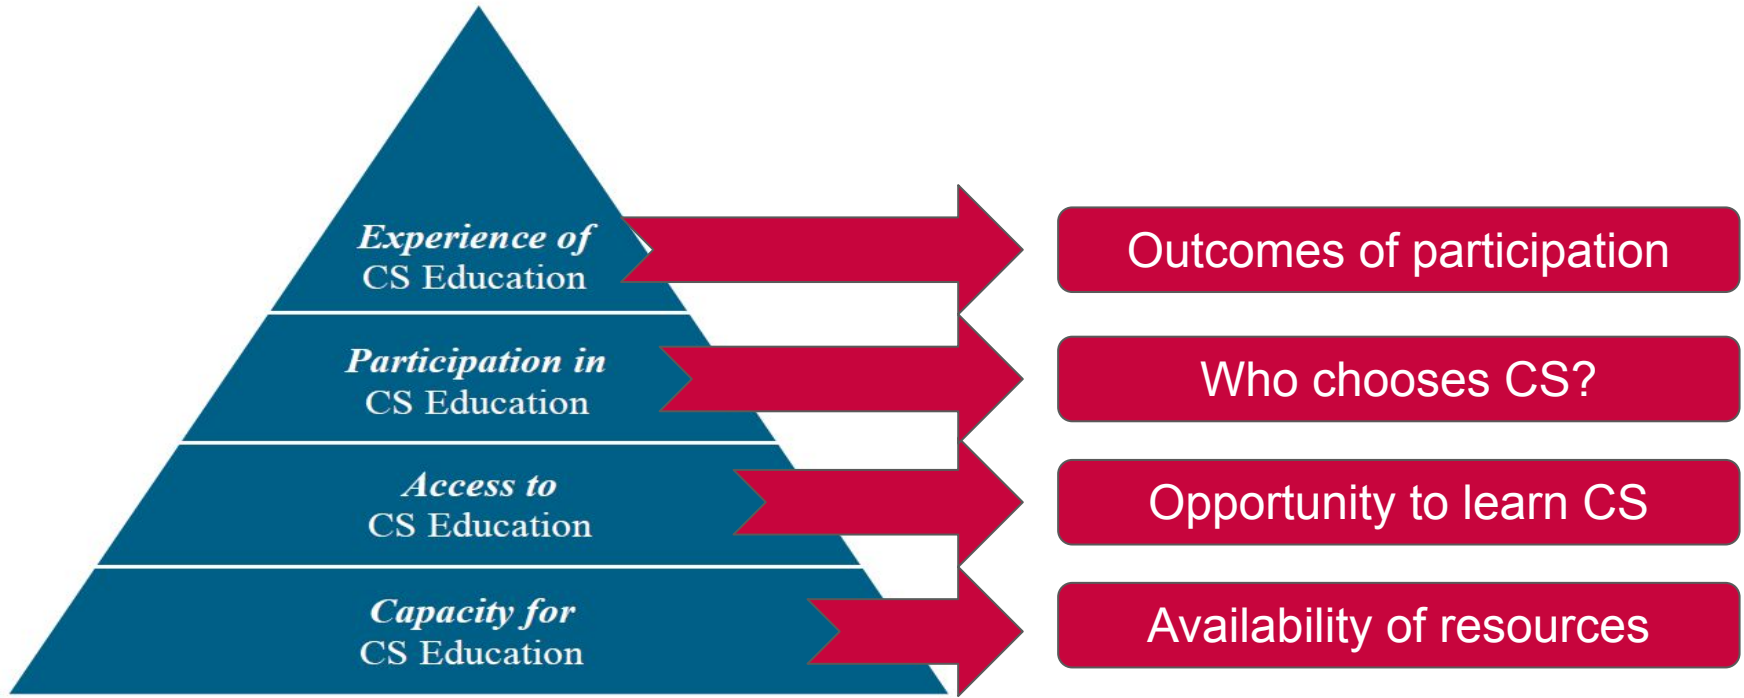 Experience of
CS Education
Outcomes of participation
Participation in
CS Education
Who chooses CS?
Access to
CS Education
Opportunity to learn CS
Capacity for
CS Education
Availability of resources